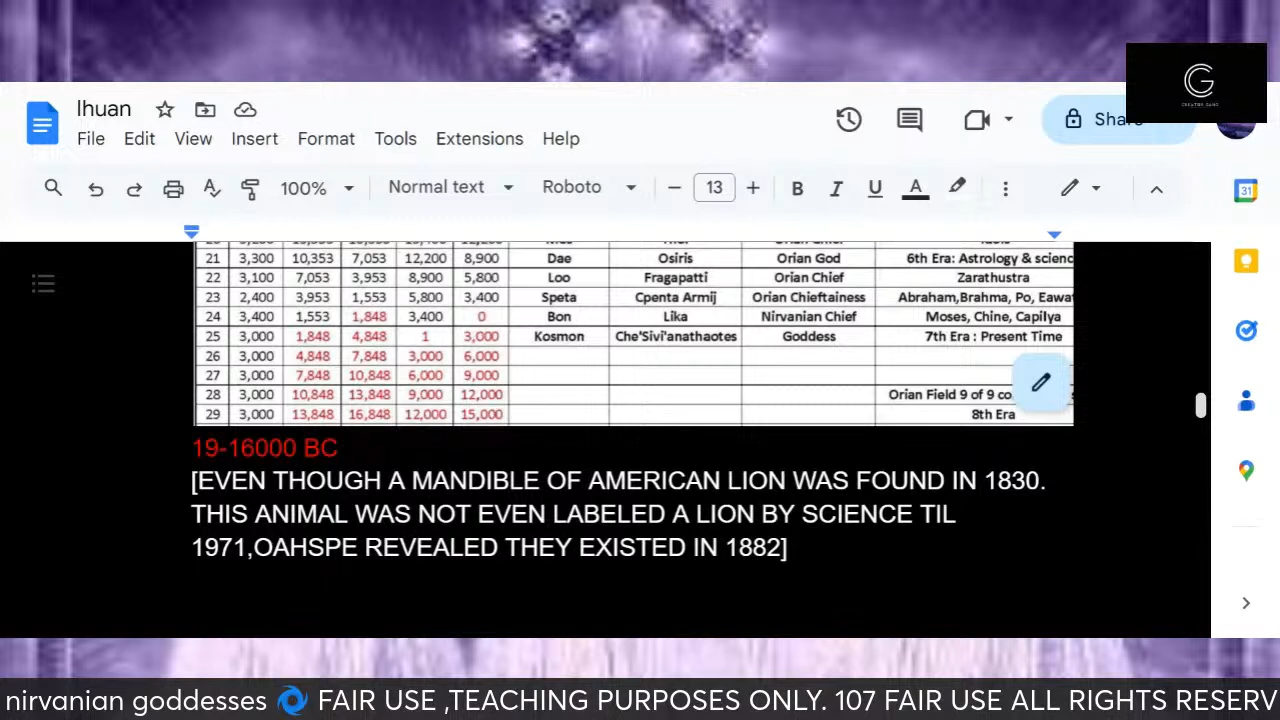 Ihuan
File Edit View Insert Format Tools Extensions Help
Share
CREATOR GANG
100% Normal text Roboto 13 B I U A
31
21 3,300 10,353 7,053 12,200 8,900 Dae Osiris Orian God 6th Era: Astrology & scienc
22 3,100 7,053 3,953 8,900 5,800 Loo Fragapatti Orian Chief Zarathustra
23 2,400 3,953 1,553 5,800 3,400 Speta Cpenta Armij Orian Chieftainess Abraham,Brahma, Po, Eawat
24 3,400 1,553 1,848 3,400 0 Bon Lika Nirvanian Chief Moses, Chine, Capilya
25 3,000 1,848 4,848 1 3,000 Kosmon Che'Sivi'anathaotes Goddess 7th Era : Present Time
26 3,000 4,848 7,848 3,000 6,000
27 3,000 7,848 10,848 6,000 9,000
28 3,000 10,848 13,848 9,000 12,000 Orian Field 9 of 9 co
29 3,000 13,848 16,848 12,000 15,000 8th Era
19-16000 BC
[EVEN THOUGH A MANDIBLE OF AMERICAN LION WAS FOUND IN 1830.
THIS ANIMAL WAS NOT EVEN LABELED A LION BY SCIENCE TIL
1971,OAHSPE REVEALED THEY EXISTED IN 1882]
nirvanian goddesses FAIR USE ,TEACHING PURPOSES ONLY. 107 FAIR USE ALL RIGHTS RESERV